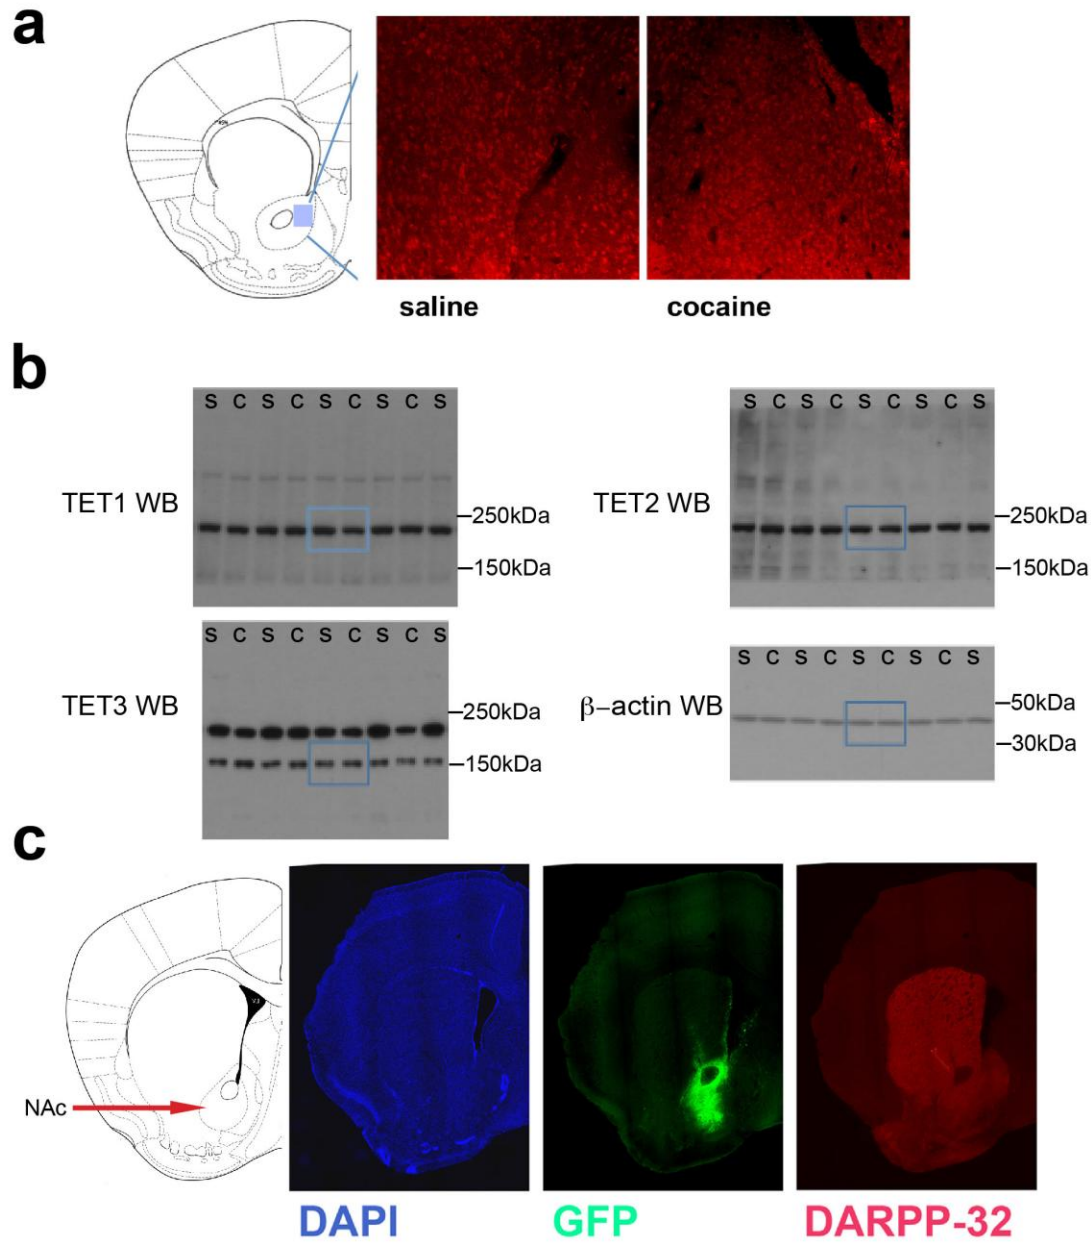 a
saline
cocaine
b
S C S C S C S C S
TET1 WB
250kDa
150kDa
S C S C S C S C S
TET2 WB
250kDa
150kDa
S C S C S C S C S
TET3 WB
250kDa
150kDa
S C S C S C S C S
β-actin WB
50kDa
30kDa
c
NAc
DAPI
GFP
DARPP-32